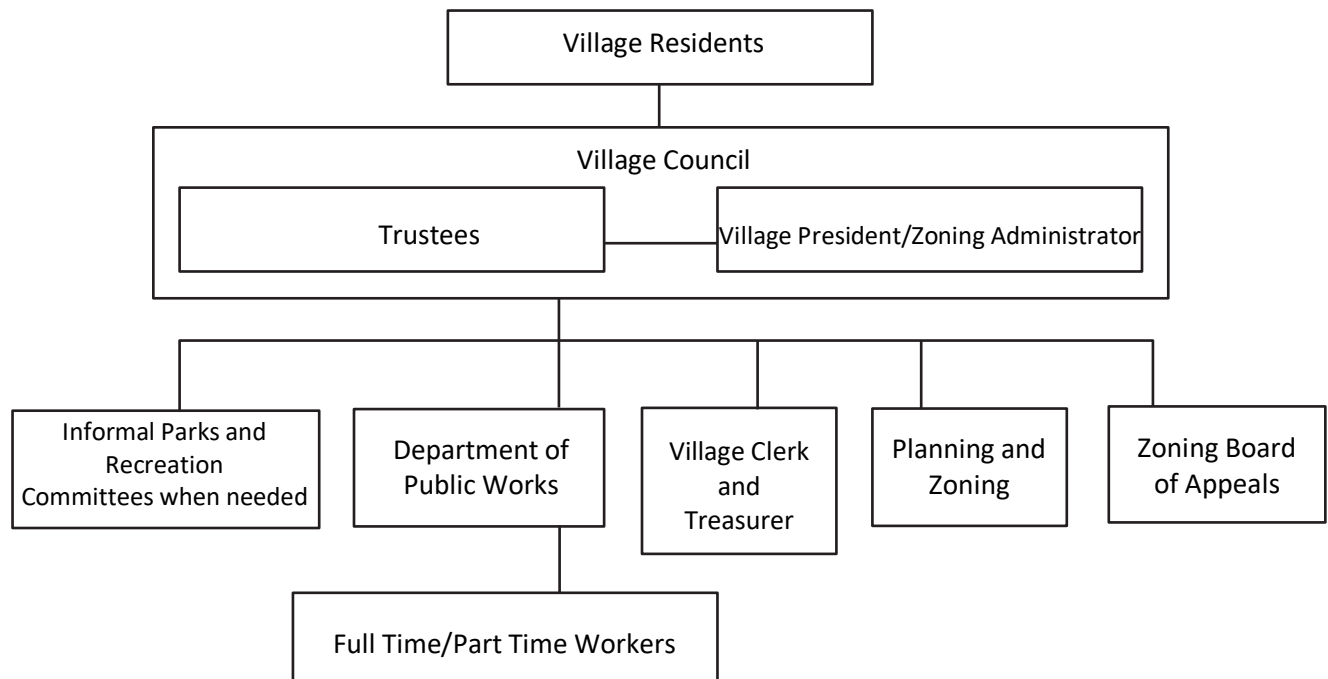 Village Residents
Village Council
Trustees
Village President/Zoning Administrator
Informal Parks and
Recreation
Committees when needed
Department of
Public Works
Village Clerk
and
Treasurer
Planning and
Zoning
Zoning Board
of Appeals
Full Time/Part Time Workers